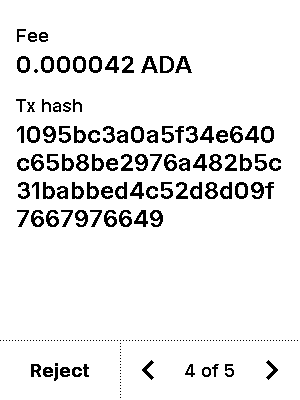 Fee
0.000042 ADA
Tx hash
1095bc3a0a5f34e640
c65b8be2976a482b5c
31babbed4c52d8d09f
7667976649
Reject
4 of 5